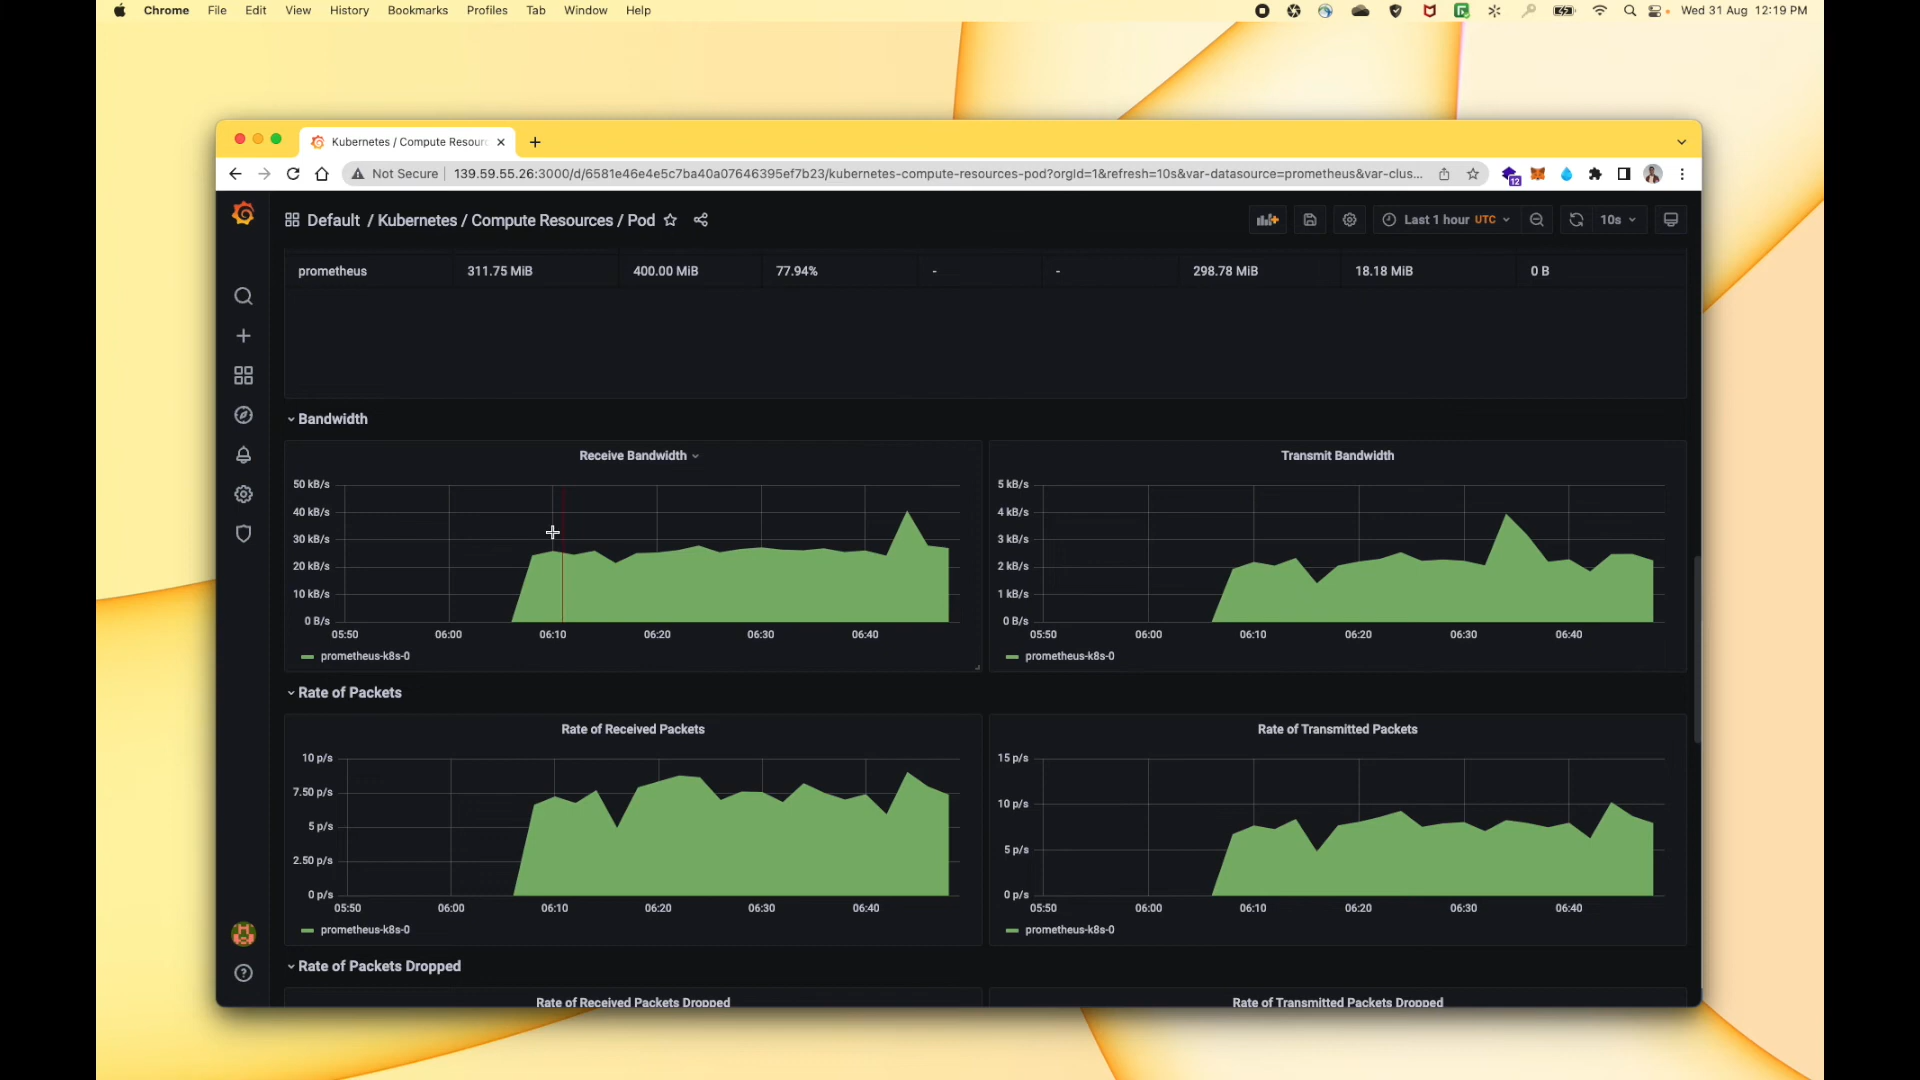 Chrome File Edit View History Bookmarks Profiles Tab Window Help Wed 31 Aug 12:19 PM
Kubernetes / Compute Resour
Not Secure 139.59.55.26:3000/d/6581e46e4e5c7ba40a07646395ef7b23/kubernetes-compute-resources-pod?orgId=1&refresh=10s&var-datasource=prometheus&var-clus... 12
Default / Kubernetes / Compute Resources / Pod Last 1 hour UTC 10s
prometheus 311.75 MiB 400.00 MiB 77.94% - - 298.78 MiB 18.18 MiB 0 B
Bandwidth
Receive Bandwidth
50 kB/s
40 kB/s
30 kB/s
20 kB/s
10 kB/s
0 B/s
05:50 06:00 06:10 06:20 06:30 06:40
prometheus-k8s-0
Transmit Bandwidth
5 kB/s
4 kB/s
3 kB/s
2 kB/s
1 kB/s
0 B/s
05:50 06:00 06:10 06:20 06:30 06:40
prometheus-k8s-0
Rate of Packets
Rate of Received Packets
10 p/s
7.50 p/s
5 p/s
2.50 p/s
0 p/s
05:50 06:00 06:10 06:20 06:30 06:40
prometheus-k8s-0
Rate of Transmitted Packets
15 p/s
10 p/s
5 p/s
0 p/s
05:50 06:00 06:10 06:20 06:30 06:40
prometheus-k8s-0
Rate of Packets Dropped
Rate of Received Packets Dropped
Rate of Transmitted Packets Dropped